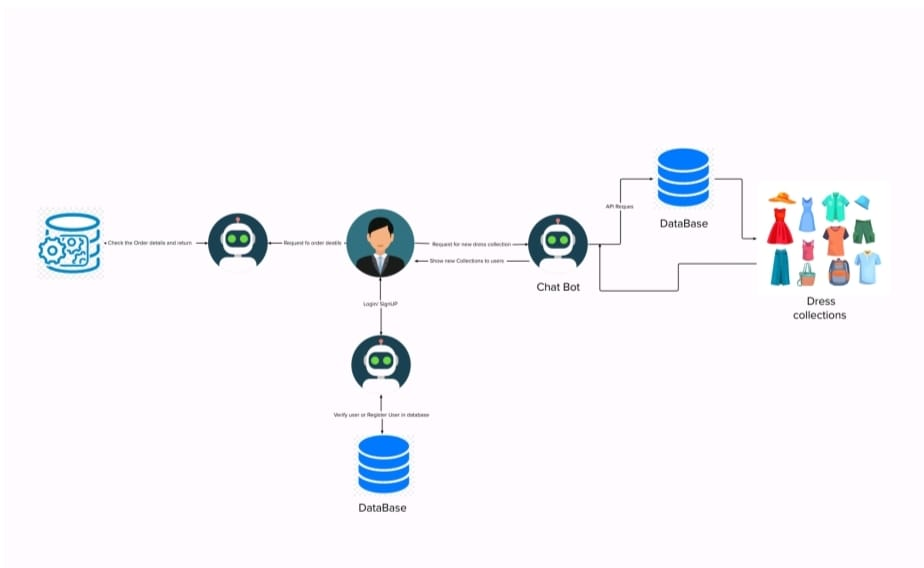 DataBase
API Reques
Check the Order details and return
Request to order deatils
Request for new dress collection
Show new Collections to users
Chat Bot
Dress
collections
Login/ SignUP
Verify user or Register User in database
DataBase